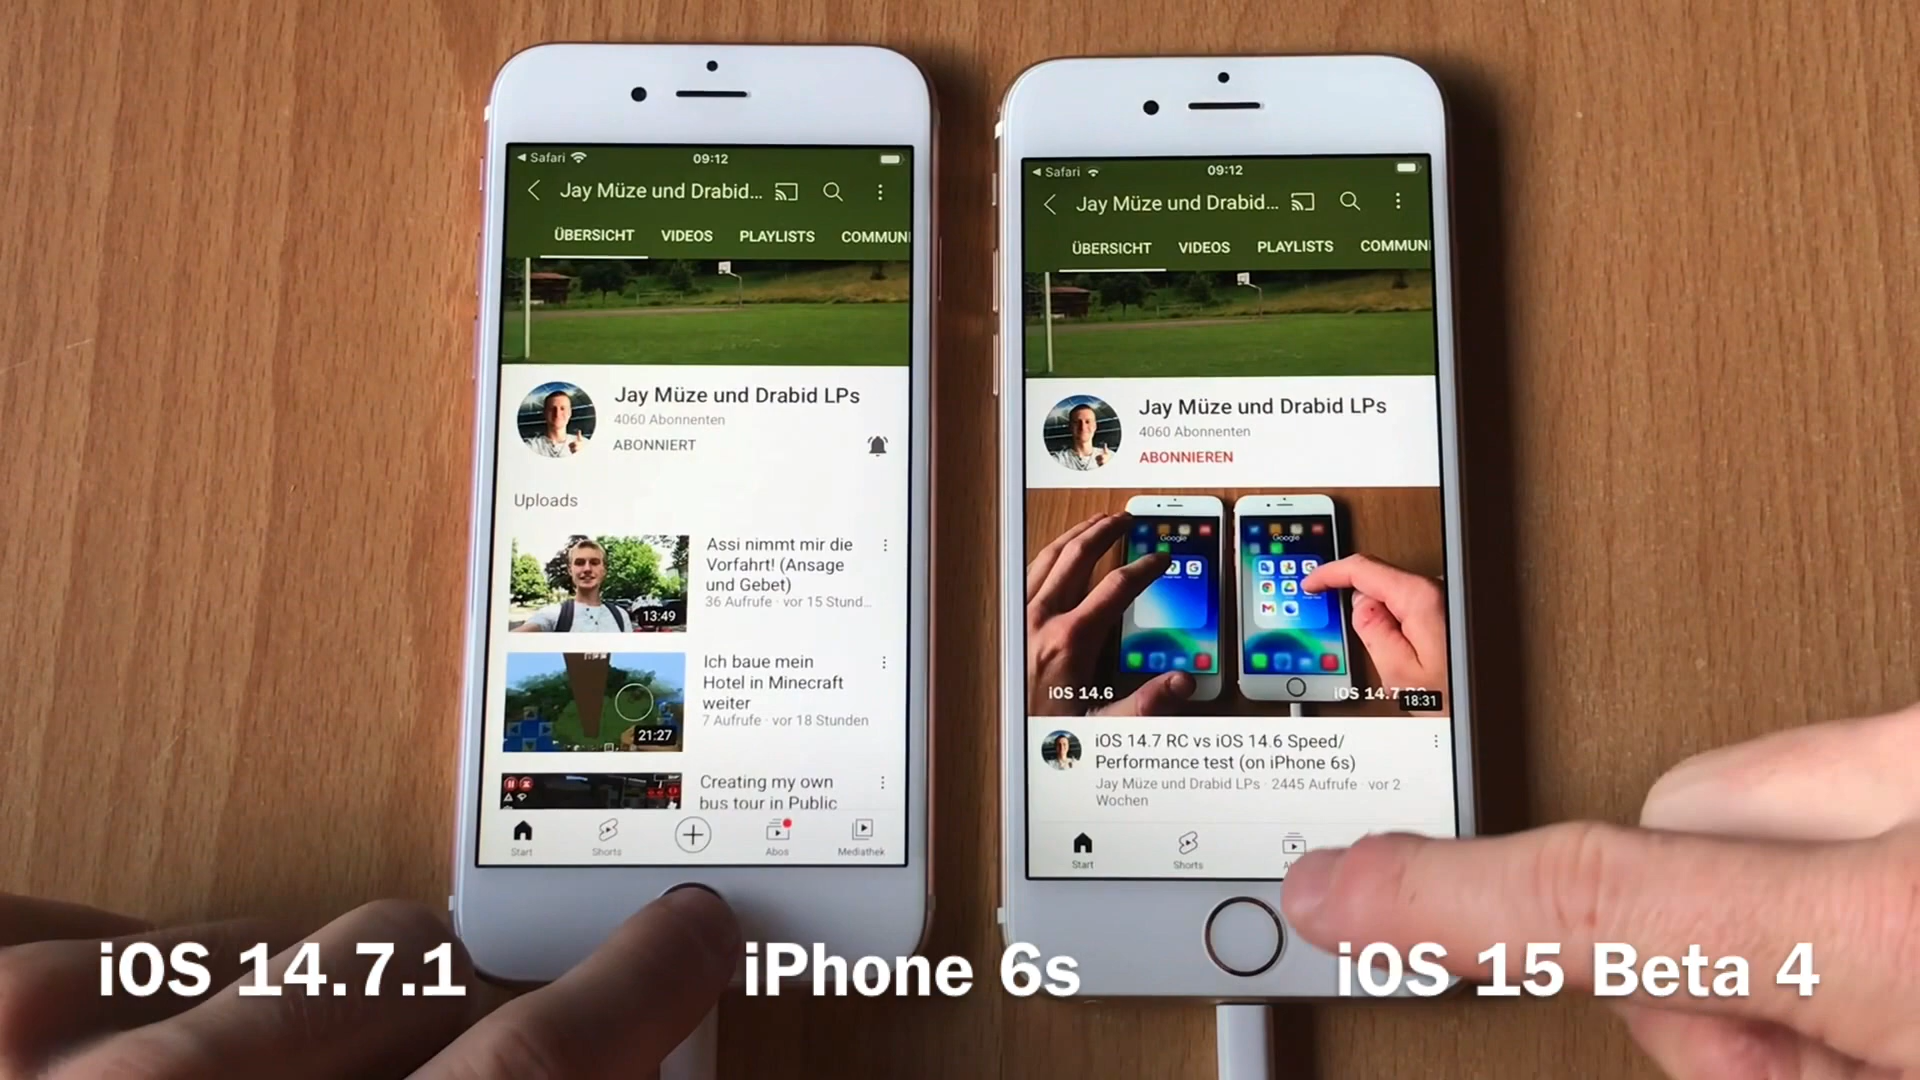 Safari
09:12
Jay Müze und Drabid...
ÜBERSICHT VIDEOS PLAYLISTS COMMUNI
Jay Müze und Drabid LPs
4060 Abonnenten
ABONNIERT
Uploads
Assi nimmt mir die
Vorfahrt! (Ansage
und Gebet)
36 Aufrufe · vor 15 Stund...
13:49
Ich baue mein
Hotel in Minecraft
weiter
7 Aufrufe · vor 18 Stunden
21:27
Creating my own
bus tour in Public
Start Shorts Abos Mediathek
Safari
09:12
Jay Müze und Drabid...
ÜBERSICHT VIDEOS PLAYLISTS COMMUNI
Jay Müze und Drabid LPs
4060 Abonnenten
ABONNIEREN
Google Google
iOS 14.6 iOS 14.7
18:31
iOS 14.7 RC vs iOS 14.6 Speed/
Performance test (on iPhone 6s)
Jay Müze und Drabid LPs · 2445 Aufrufe · vor 2
Wochen
Start Shorts
iOS 14.7.1 iPhone 6s iOS 15 Beta 4